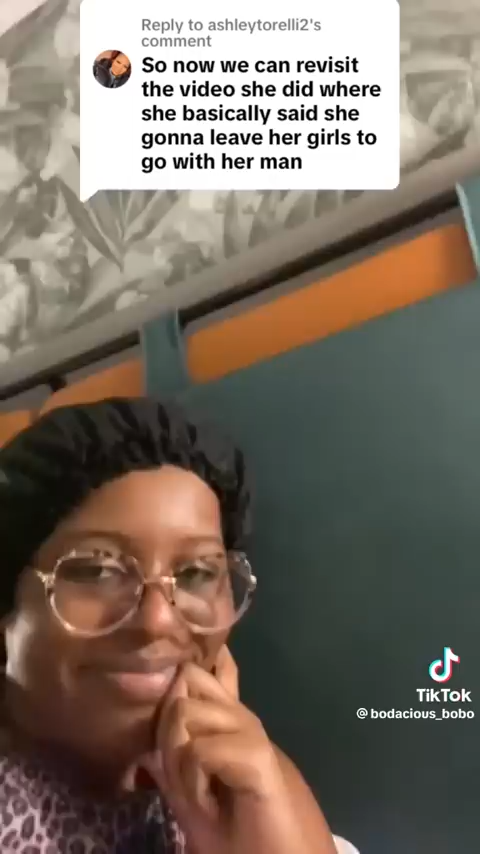 Reply to ashleytorelli2's
comment
So now we can revisit
the video she did where
she basically said she
gonna leave her girls to
go with her man
TikTok
@bodacious_bobo